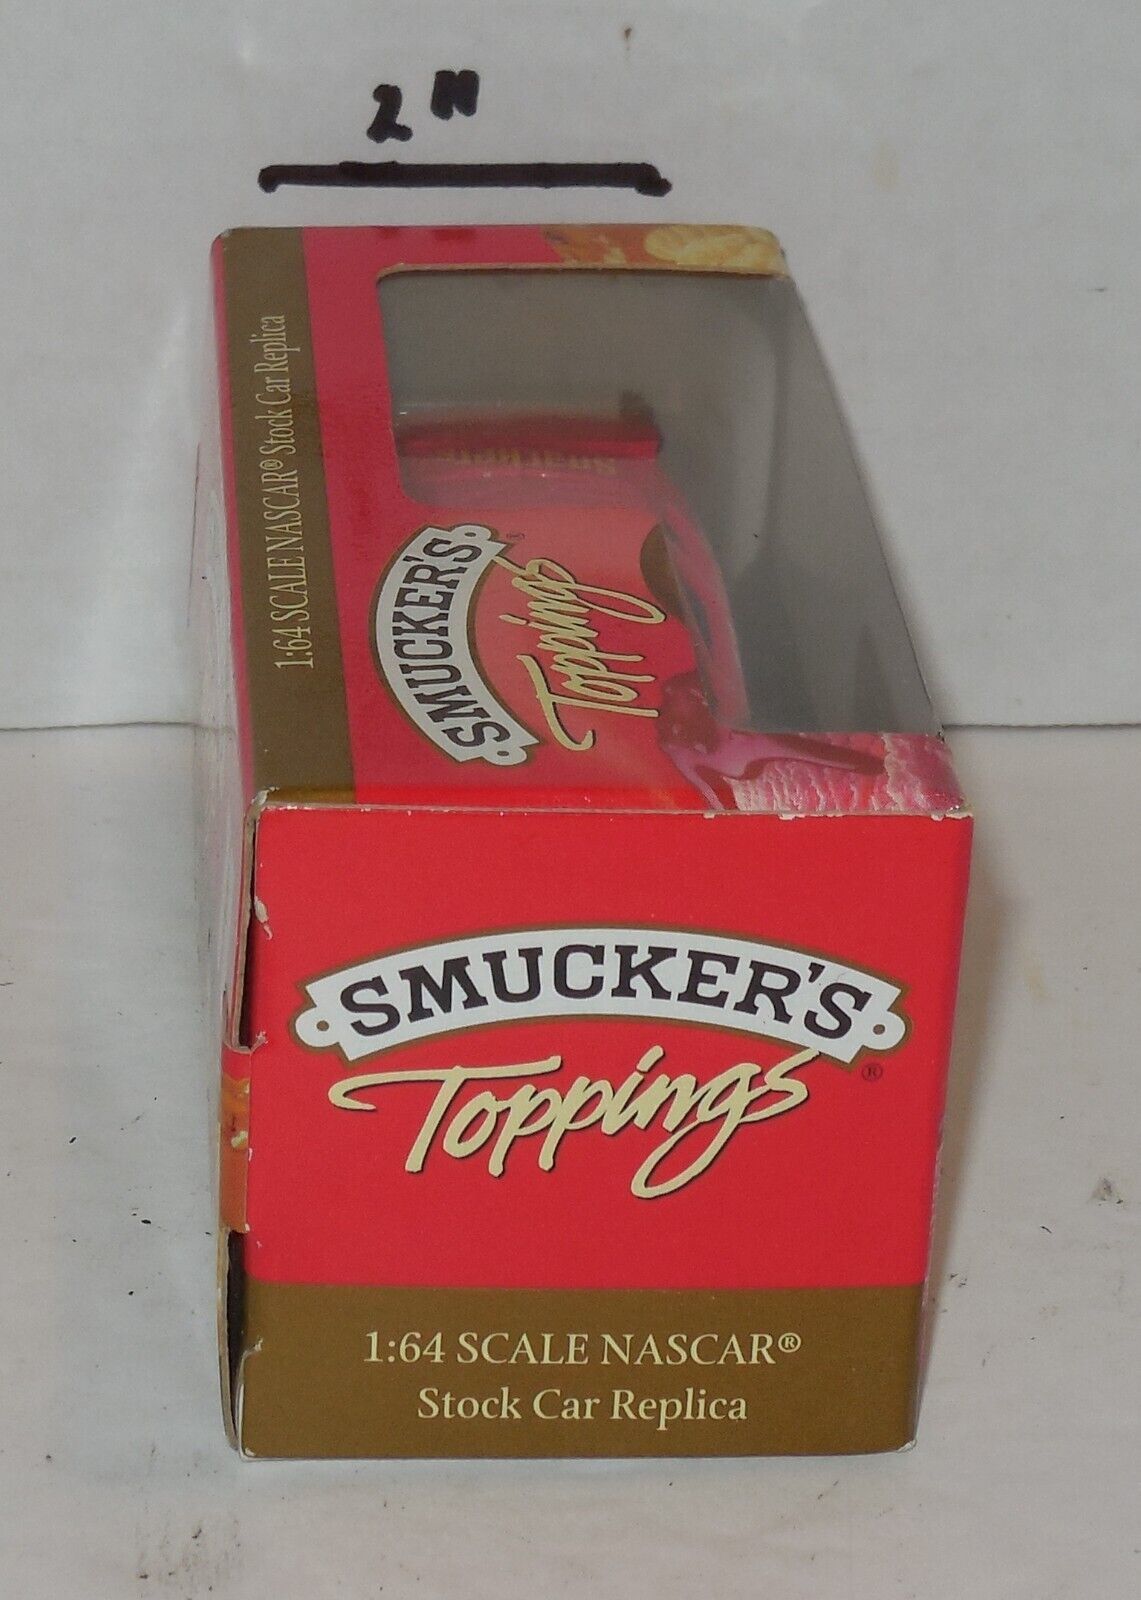 2"
1:64 SCALE NASCAR® Stock Car Replica
SMUCKER'S®
Toppings
SMUCKER'S
Toppings®
1:64 SCALE NASCAR®
Stock Car Replica